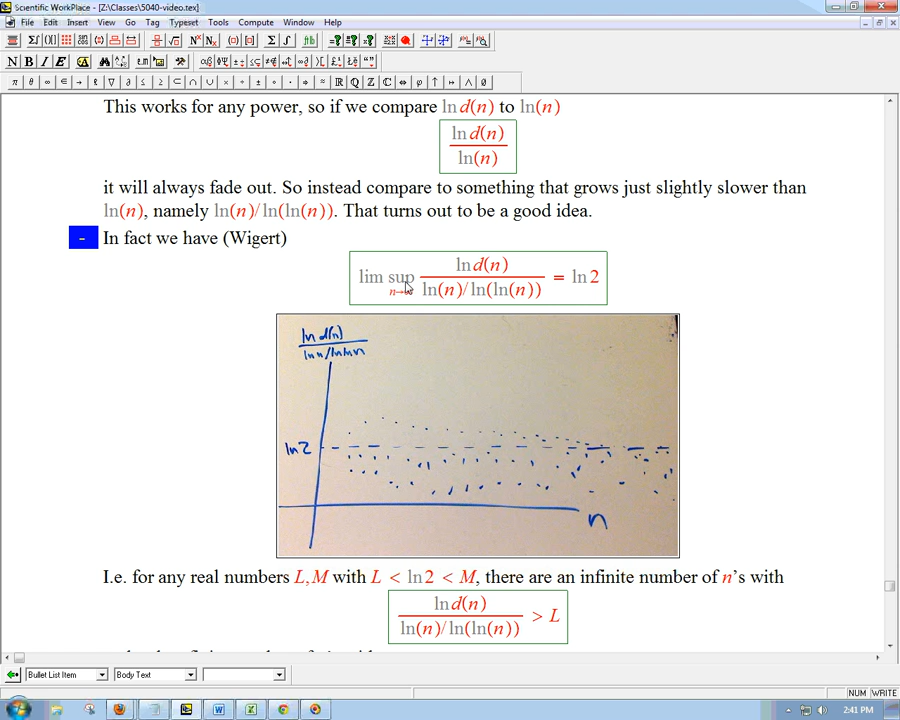 Scientific WorkPlace - [Z:\Classes\5040-video.tex]
File Edit Insert View Go Tag Typeset Tools Compute Window Help
This works for any power, so if we compare ln d(n) to ln(n)
ln d(n)
ln(n)
it will always fade out. So instead compare to something that grows just slightly slower than
ln(n), namely ln(n)/ln(ln(n)). That turns out to be a good idea.
- In fact we have (Wigert)
lim sup ln d(n) = ln 2
ln(n)/ln(ln(n))
ln d(n)
ln n/ln ln n
ln 2
n
I.e. for any real numbers L,M with L < ln 2 < M, there are an infinite number of n's with
ln d(n) > L
ln(n)/ln(ln(n))
Bullet List Item Body Text
NUM WRITE
2:41 PM